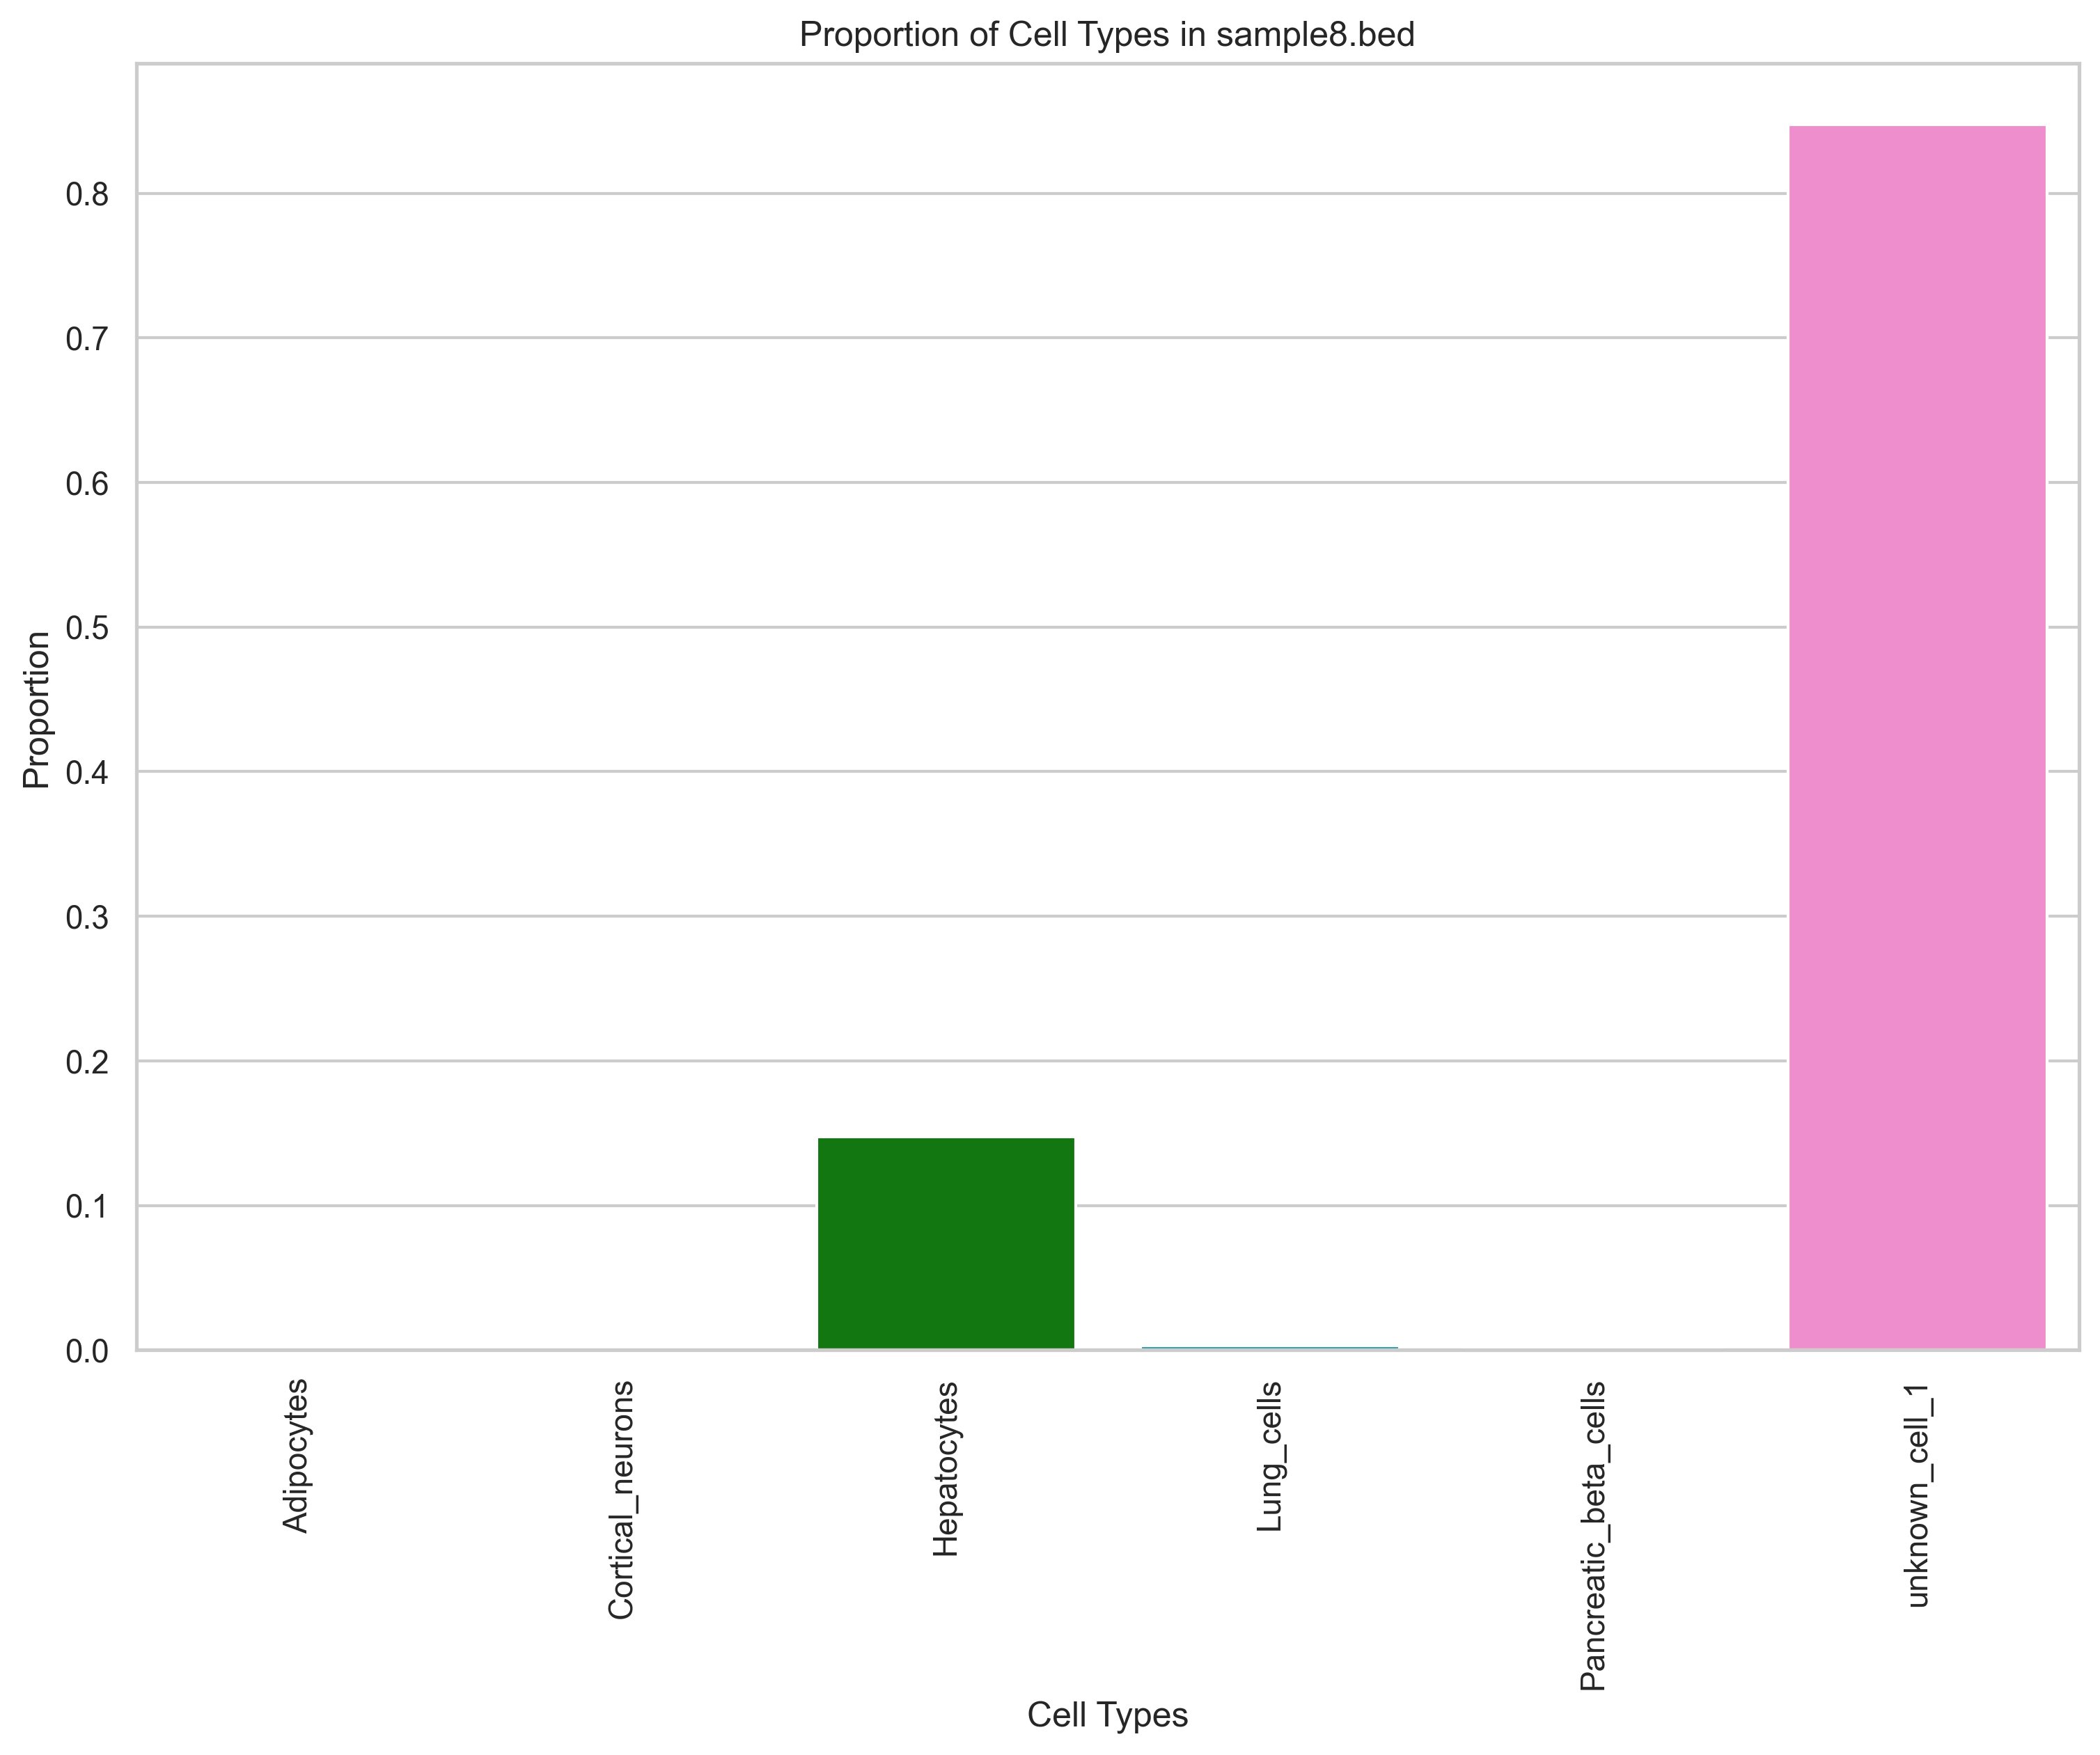 Proportion of Cell Types in sample8.bed
Proportion
0.8
0.7
0.6
0.5
0.4
0.3
0.2
0.1
0.0
Adipocytes
Cortical_neurons
Hepatocytes
Lung_cells
Pancreatic_beta_cells
unknown_cell_1
Cell Types